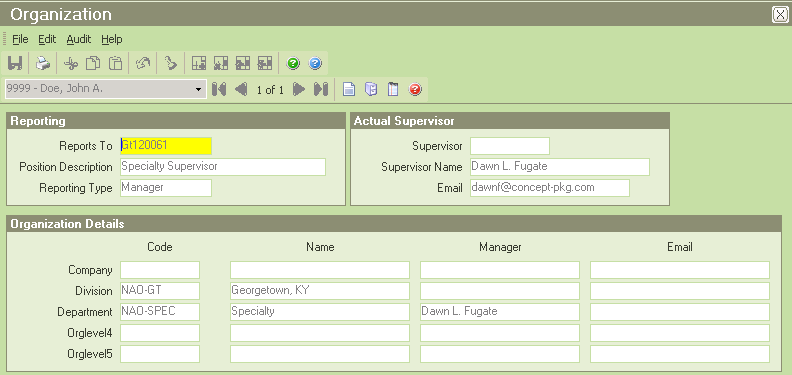 Organization
File Edit Audit Help
9999 - Doe, John A.
1 of 1
Reporting
Reports To Gt120061
Position Description Specialty Supervisor
Reporting Type Manager
Actual Supervisor
Supervisor
Supervisor Name Dawn L. Fugate
Email dawnf@concept-pkg.com
Organization Details
Code Name Manager Email
Company
Division NAO-GT Georgetown, KY
Department NAO-SPEC Specialty Dawn L. Fugate
Orglevel4
Orglevel5